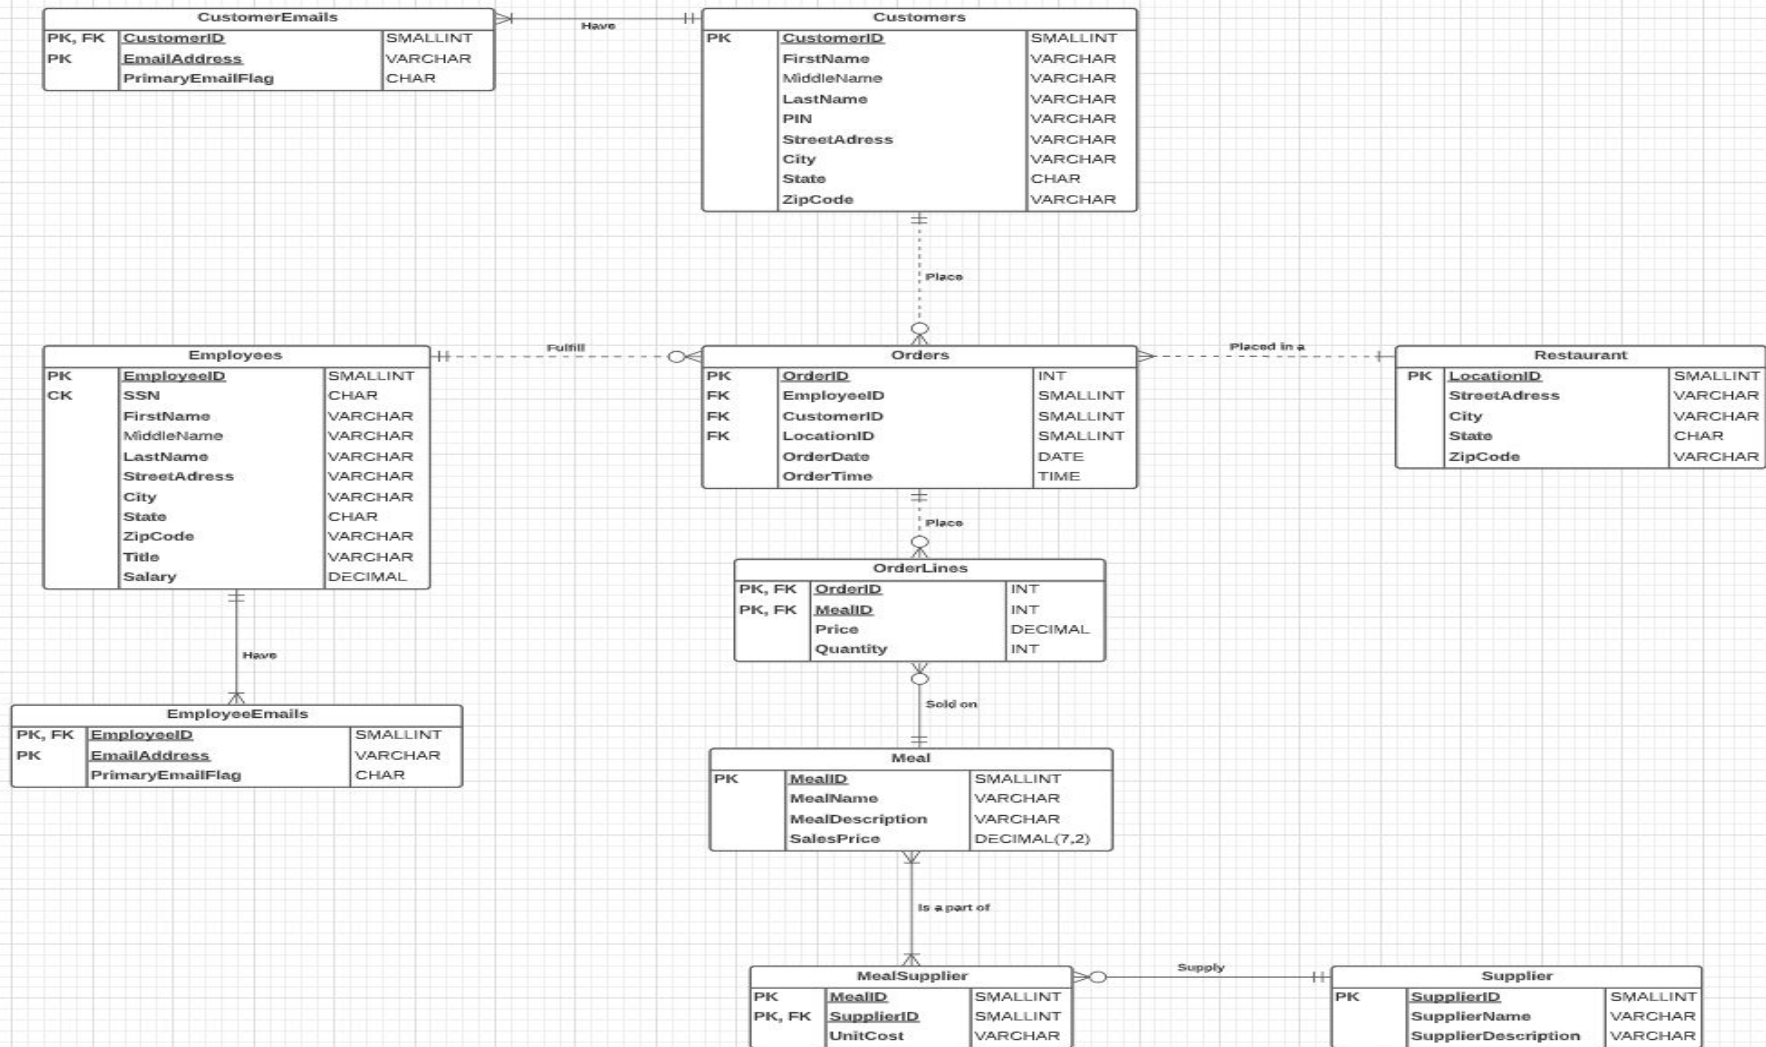 CustomerEmails
PK, FK CustomerID SMALLINT
PK EmailAddress VARCHAR
PrimaryEmailFlag CHAR
Have
Customers
PK CustomerID SMALLINT
FirstName VARCHAR
MiddleName VARCHAR
LastName VARCHAR
PIN VARCHAR
StreetAdress VARCHAR
City VARCHAR
State CHAR
ZipCode VARCHAR
Place
Employees
PK EmployeeID SMALLINT
CK SSN CHAR
FirstName VARCHAR
MiddleName VARCHAR
LastName VARCHAR
StreetAdress VARCHAR
City VARCHAR
State CHAR
ZipCode VARCHAR
Title VARCHAR
Salary DECIMAL
Fulfill
Orders
PK OrderID INT
FK EmployeeID SMALLINT
FK CustomerID SMALLINT
FK LocationID SMALLINT
OrderDate DATE
OrderTime TIME
Placed in a
Restaurant
PK LocationID SMALLINT
StreetAdress VARCHAR
City VARCHAR
State CHAR
ZipCode VARCHAR
Place
OrderLines
PK, FK OrderID INT
PK, FK MealID INT
Price DECIMAL
Quantity INT
Have
EmployeeEmails
PK, FK EmployeeID SMALLINT
PK EmailAddress VARCHAR
PrimaryEmailFlag CHAR
Sold on
Meal
PK MealID SMALLINT
MealName VARCHAR
MealDescription VARCHAR
SalesPrice DECIMAL(7,2)
Is a part of
MealSupplier
PK MealID SMALLINT
PK, FK SupplierID SMALLINT
UnitCost VARCHAR
Supply
Supplier
PK SupplierID SMALLINT
SupplierName VARCHAR
SupplierDescription VARCHAR